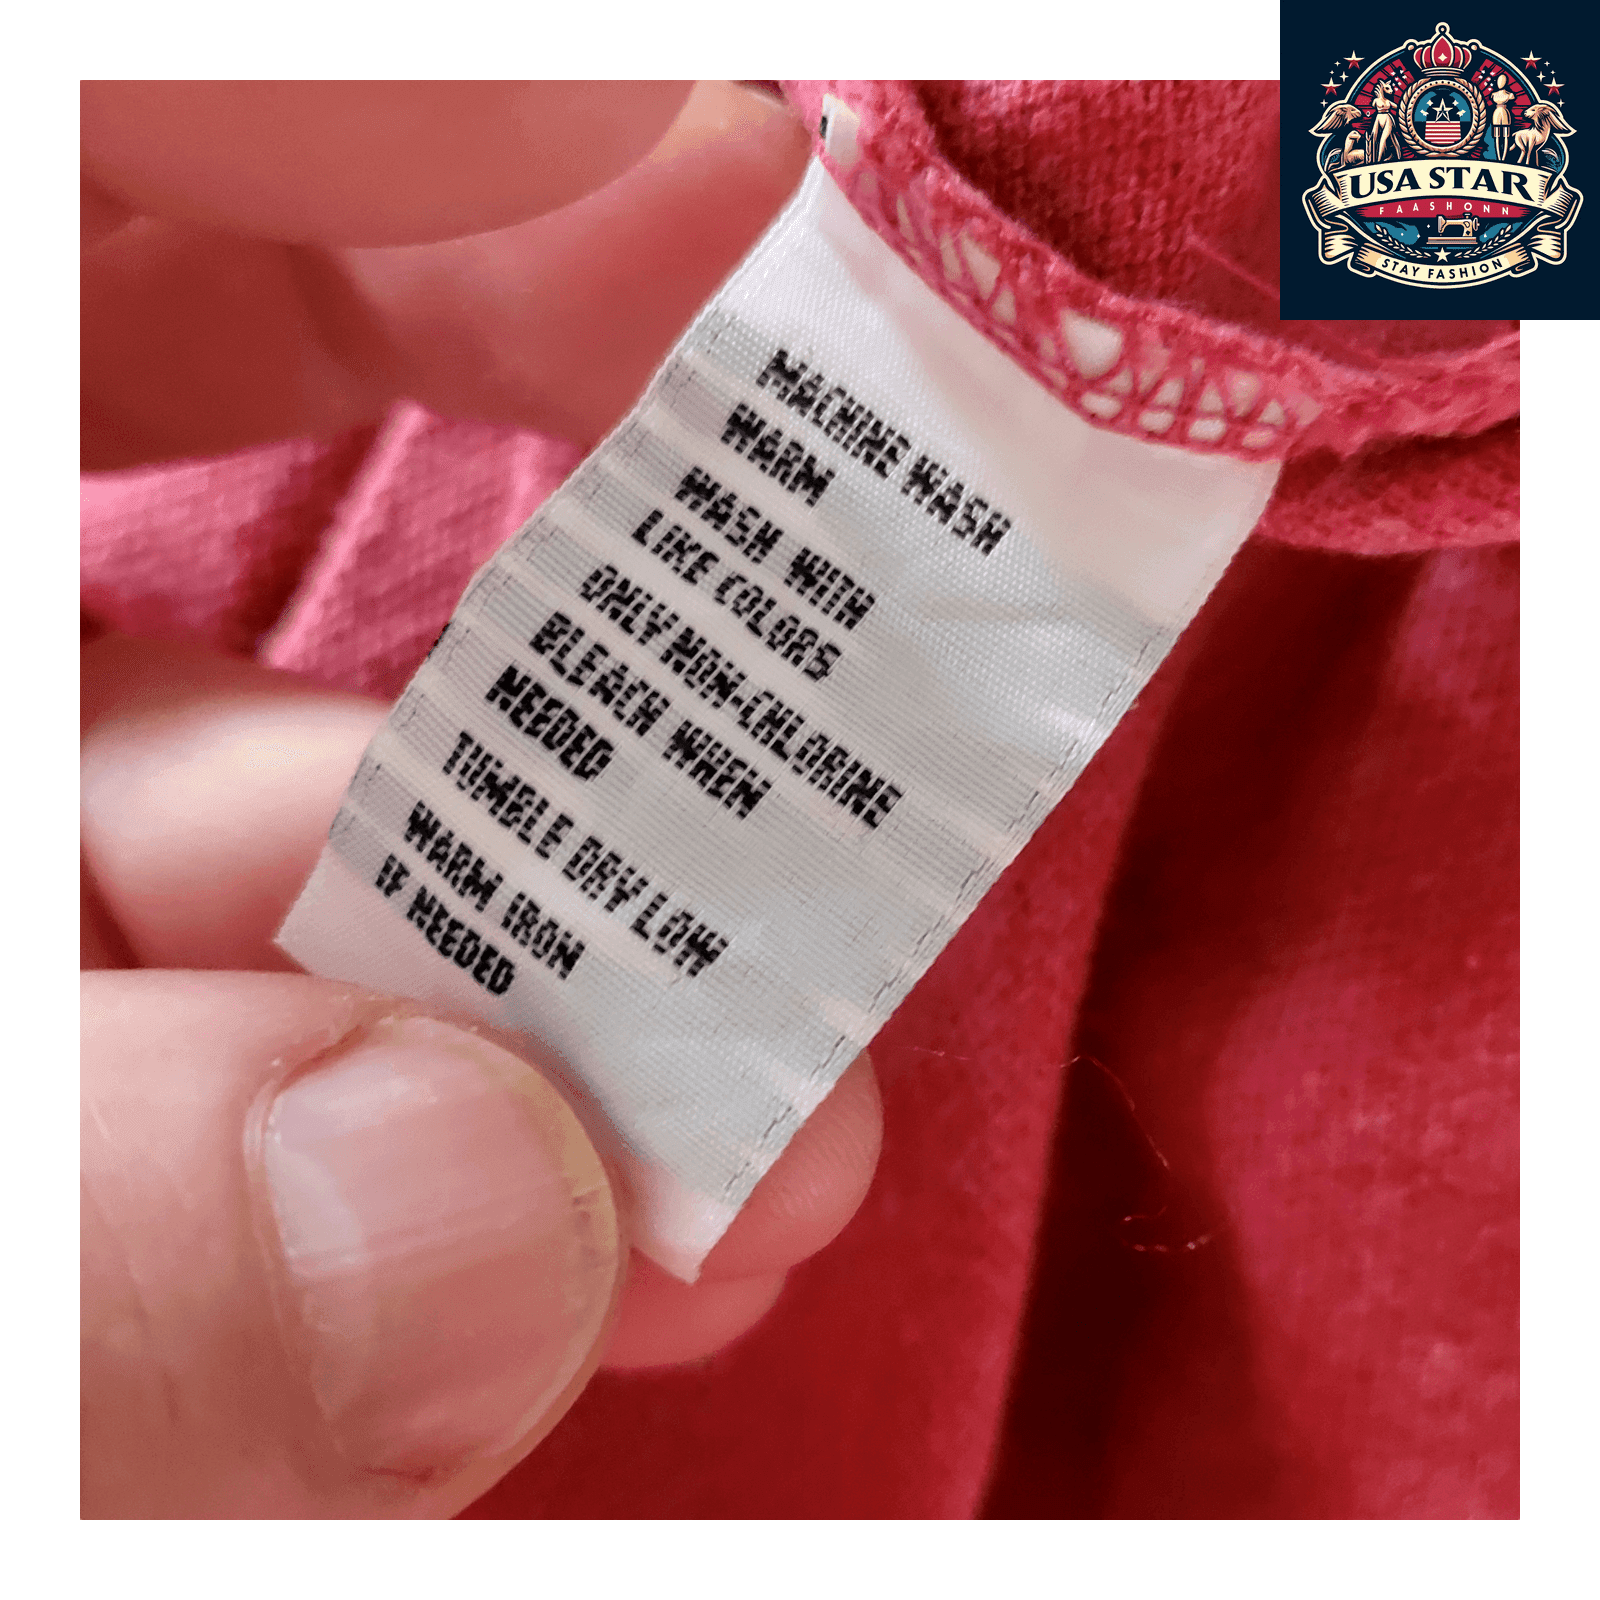 USA STAR
FAASHONN
STAY FASHION
MACHINE WASH
WARM
WASH WITH
LIKE COLORS
ONLY NON-CHLORINE
BLEACH WHEN
NEEDED
TUMBLE DRY LOW
WARM IRON
IF NEEDED